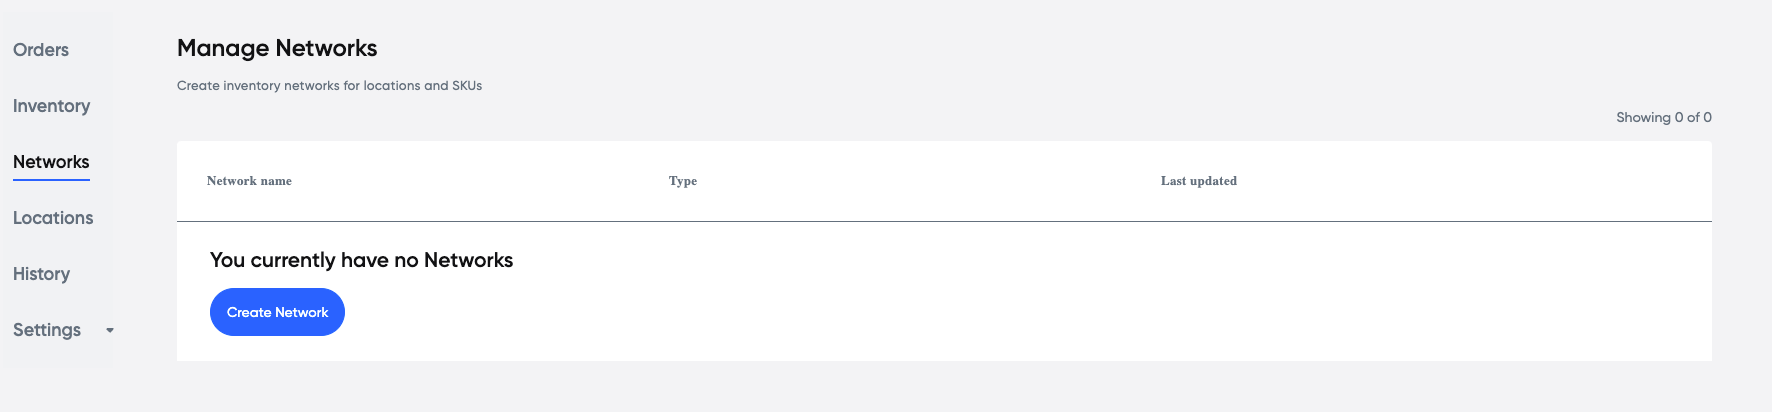 Orders
Inventory
Networks
Locations
History
Settings
Manage Networks
Create inventory networks for locations and SKUs
Showing 0 of 0
Network name Type Last updated
You currently have no Networks
Create Network